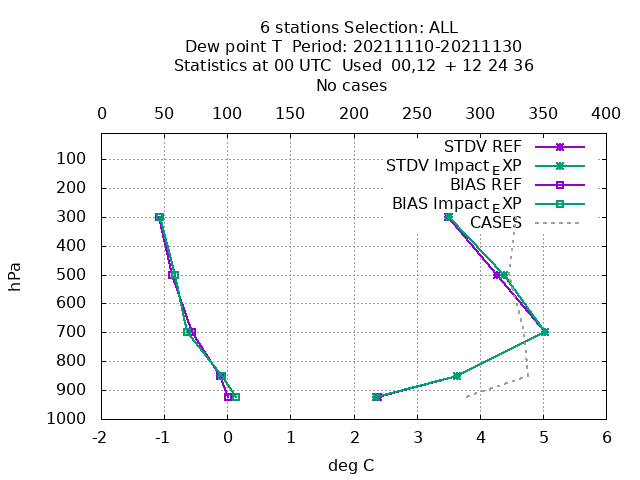 6 stations Selection: ALL
Dew point T  Period: 20211110-20211130
Statistics at 00 UTC  Used  00,12  + 12 24 36
No cases
0 50 100 150 200 250 300 350 400
STDV REF
STDV Impact_EXP
BIAS REF
BIAS Impact_EXP
CASES
100
200
300
400
500
600
700
800
900
1000
hPa
-2 -1 0 1 2 3 4 5 6
deg C